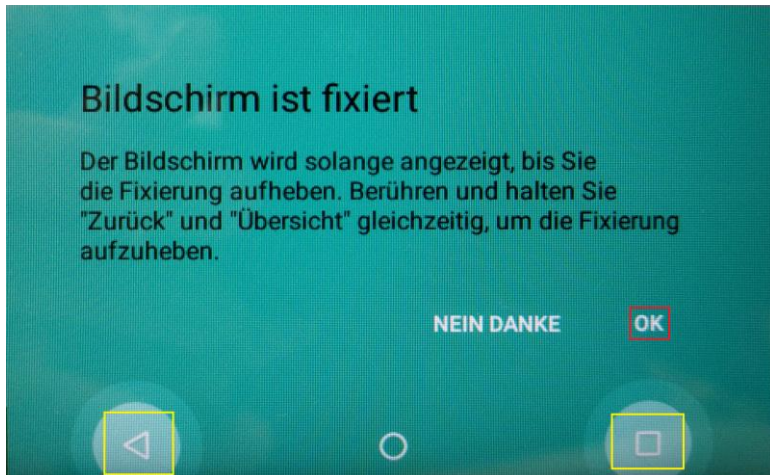 Bildschirm ist fixiert
Der Bildschirm wird solange angezeigt, bis Sie
die Fixierung aufheben. Berühren und halten Sie
"Zurück" und "Übersicht" gleichzeitig, um die Fixierung
aufzuheben.
NEIN DANKE OK